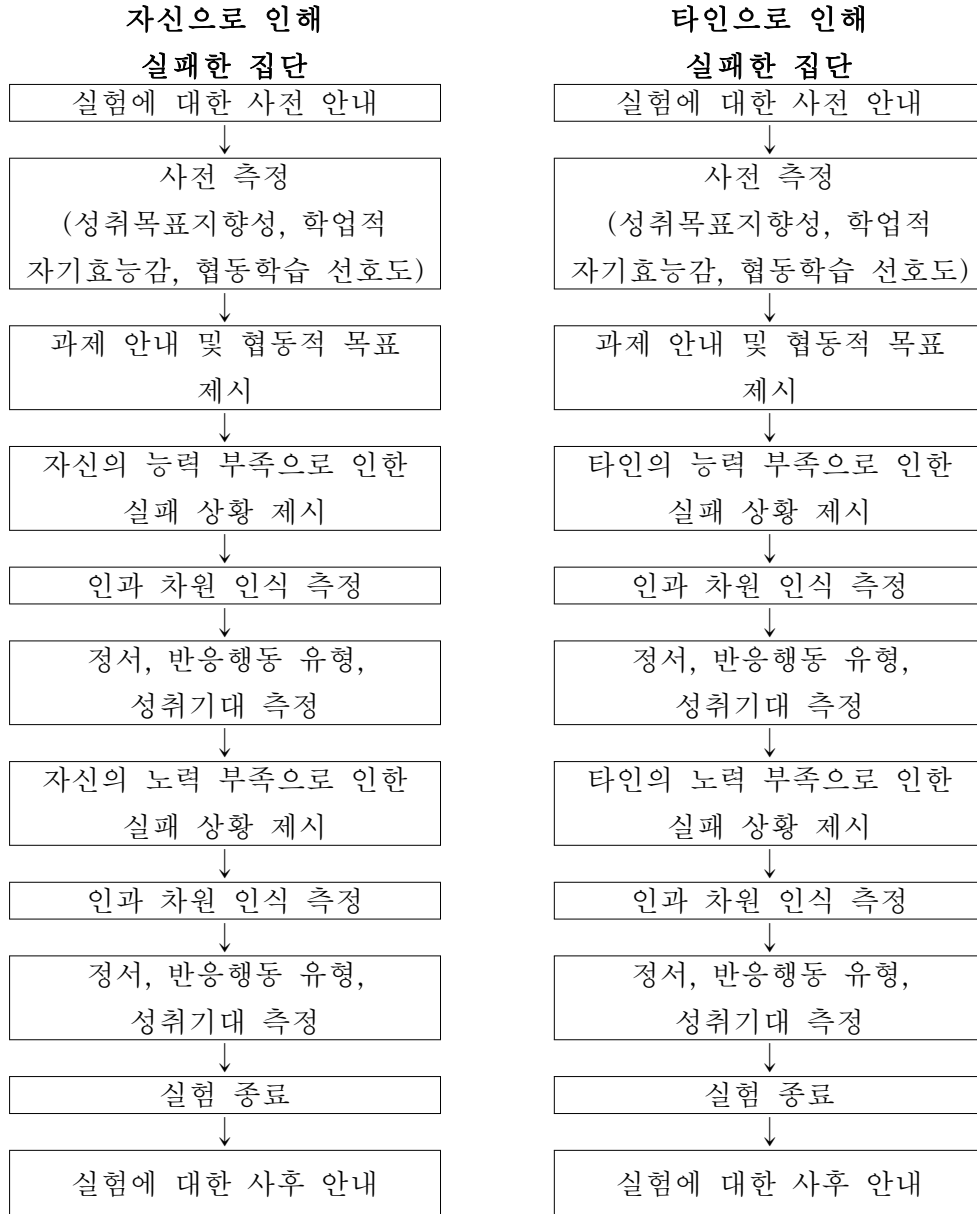 자신으로 인해
실패한 집단
실험에 대한 사전 안내
↓
사전 측정
(성취목표지향성, 학업적
자기효능감, 협동학습 선호도)
↓
과제 안내 및 협동적 목표
제시
↓
자신의 능력 부족으로 인한
실패 상황 제시
↓
인과 차원 인식 측정
↓
정서, 반응행동 유형,
성취기대 측정
↓
자신의 노력 부족으로 인한
실패 상황 제시
↓
인과 차원 인식 측정
↓
정서, 반응행동 유형,
성취기대 측정
↓
실험 종료
↓
실험에 대한 사후 안내
타인으로 인해
실패한 집단
실험에 대한 사전 안내
↓
사전 측정
(성취목표지향성, 학업적
자기효능감, 협동학습 선호도)
↓
과제 안내 및 협동적 목표
제시
↓
타인의 능력 부족으로 인한
실패 상황 제시
↓
인과 차원 인식 측정
↓
정서, 반응행동 유형,
성취기대 측정
↓
타인의 노력 부족으로 인한
실패 상황 제시
↓
인과 차원 인식 측정
↓
정서, 반응행동 유형,
성취기대 측정
↓
실험 종료
↓
실험에 대한 사후 안내